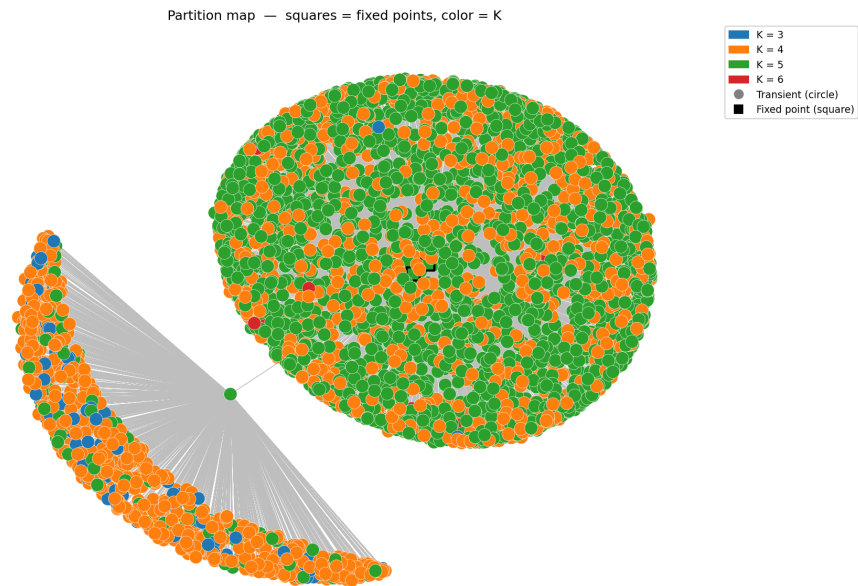 Partition map — squares = fixed points, color = K
K = 3
K = 4
K = 5
K = 6
Transient (circle)
Fixed point (square)